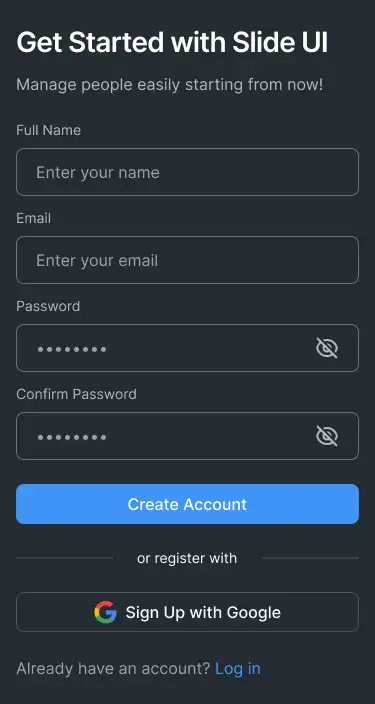 Get Started with Slide UI
Manage people easily starting from now!
Full Name
Enter your name
Email
Enter your email
Password
••••••••
Confirm Password
••••••••
Create Account
or register with
Sign Up with Google
Already have an account? Log in